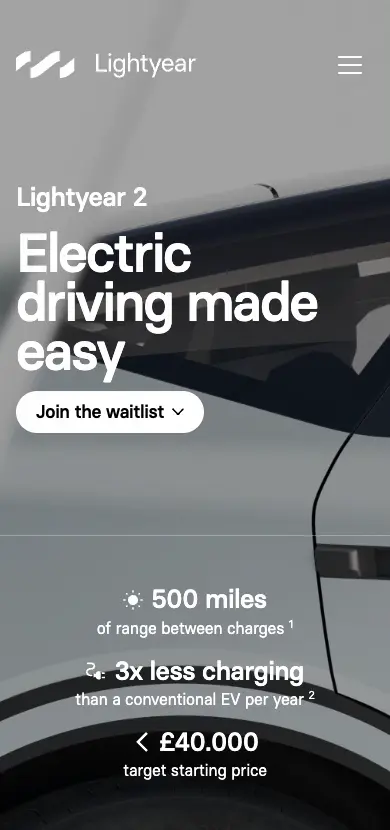 Lightyear
Lightyear 2
Electric
driving made
easy
Join the waitlist
500 miles
of range between charges ¹
3x less charging
than a conventional EV per year ²
< £40.000
target starting price